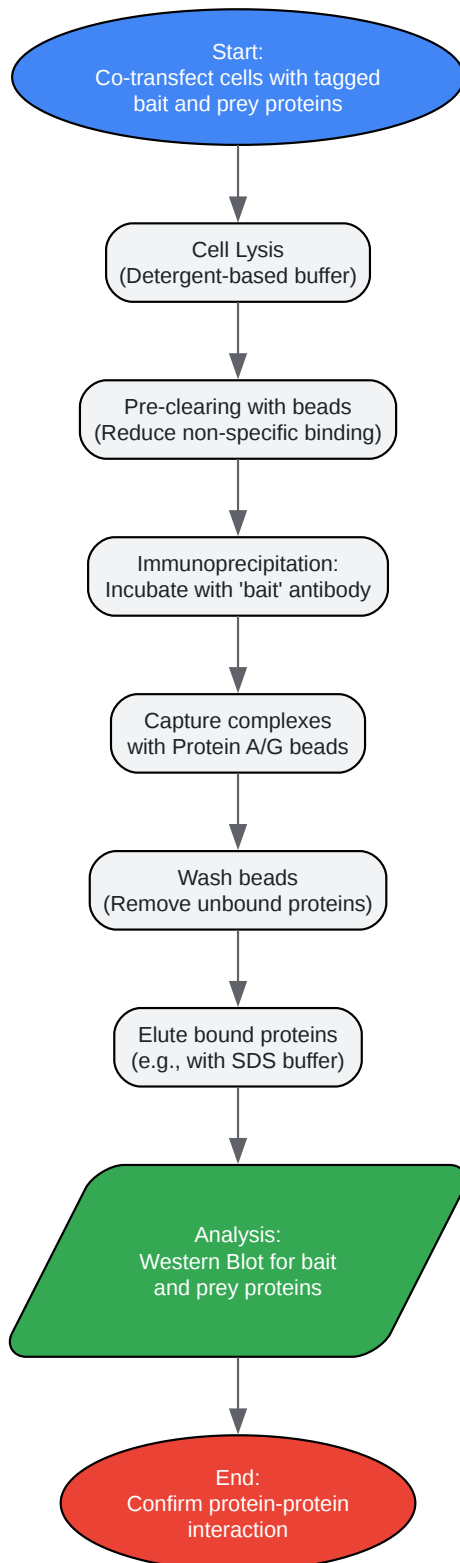 Start:
Co-transfect cells with tagged
bait and prey proteins
Cell Lysis
(Detergent-based buffer)
Pre-clearing with beads
(Reduce non-specific binding)
Immunoprecipitation:
Incubate with 'bait' antibody
Capture complexes
with Protein A/G beads
Wash beads
(Remove unbound proteins)
Elute bound proteins
(e.g., with SDS buffer)
Analysis:
Western Blot for bait
and prey proteins
End:
Confirm protein-protein
interaction